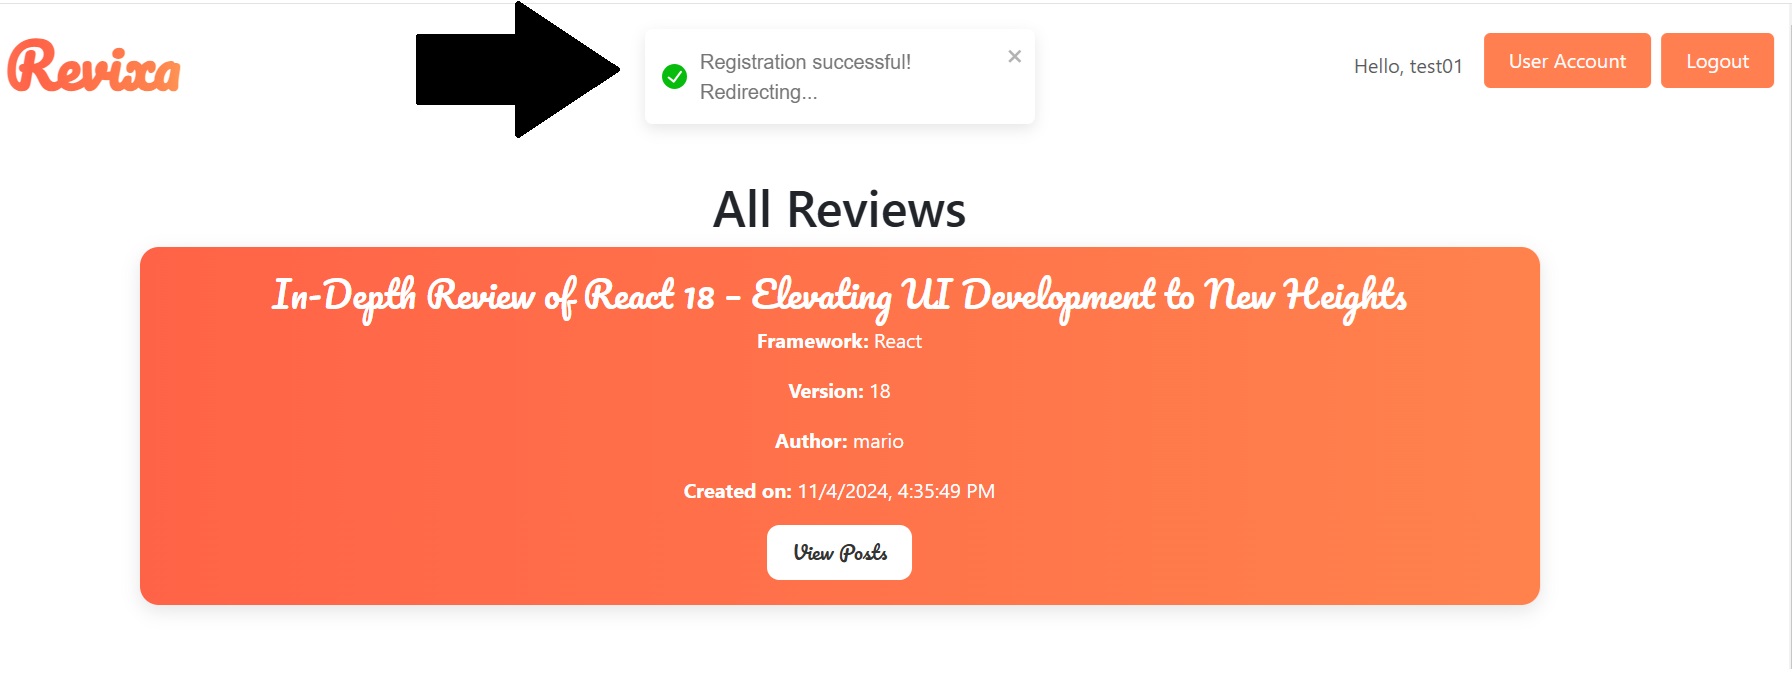 Revixa
Registration successful!
Redirecting...
Hello, test01
User Account
Logout
All Reviews
In-Depth Review of React 18 – Elevating UI Development to New Heights
Framework: React
Version: 18
Author: mario
Created on: 11/4/2024, 4:35:49 PM
View Posts